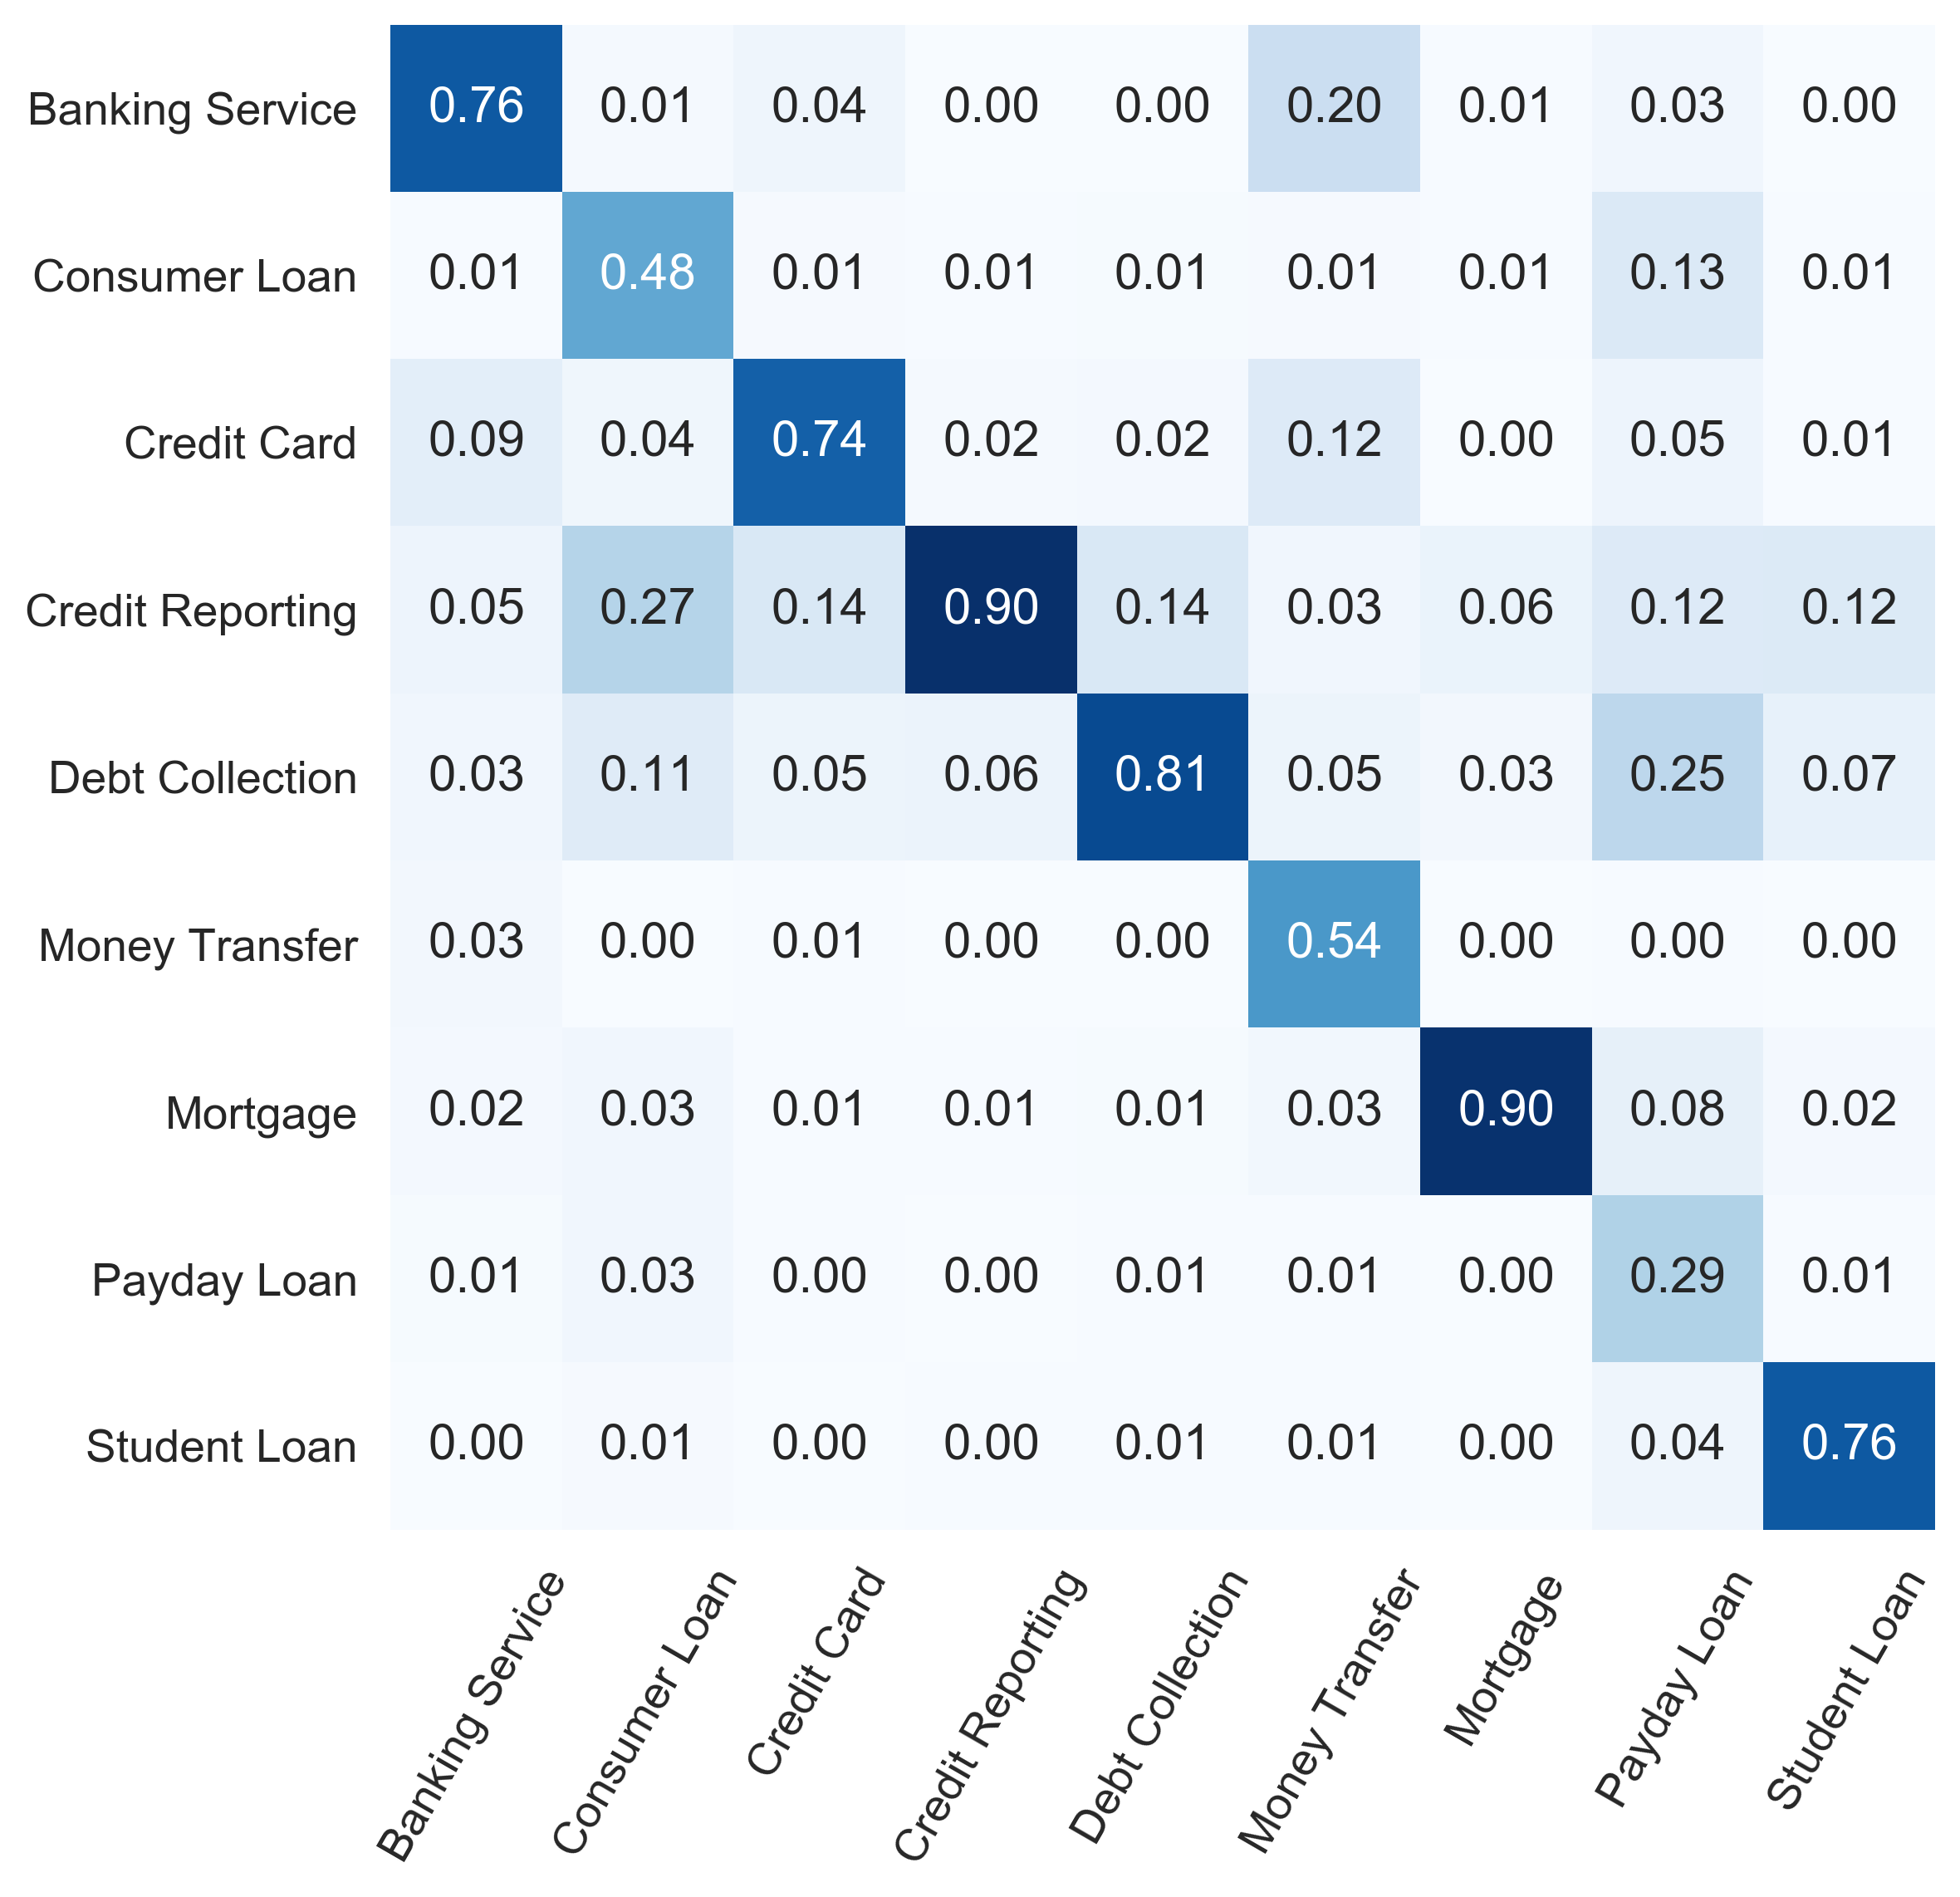 Banking Service 0.76 0.01 0.04 0.00 0.00 0.20 0.01 0.03 0.00
Consumer Loan 0.01 0.48 0.01 0.01 0.01 0.01 0.01 0.13 0.01
Credit Card 0.09 0.04 0.74 0.02 0.02 0.12 0.00 0.05 0.01
Credit Reporting 0.05 0.27 0.14 0.90 0.14 0.03 0.06 0.12 0.12
Debt Collection 0.03 0.11 0.05 0.06 0.81 0.05 0.03 0.25 0.07
Money Transfer 0.03 0.00 0.01 0.00 0.00 0.54 0.00 0.00 0.00
Mortgage 0.02 0.03 0.01 0.01 0.01 0.03 0.90 0.08 0.02
Payday Loan 0.01 0.03 0.00 0.00 0.01 0.01 0.00 0.29 0.01
Student Loan 0.00 0.01 0.00 0.00 0.01 0.01 0.00 0.04 0.76
Banking Service
Consumer Loan
Credit Card
Credit Reporting
Debt Collection
Money Transfer
Mortgage
Payday Loan
Student Loan